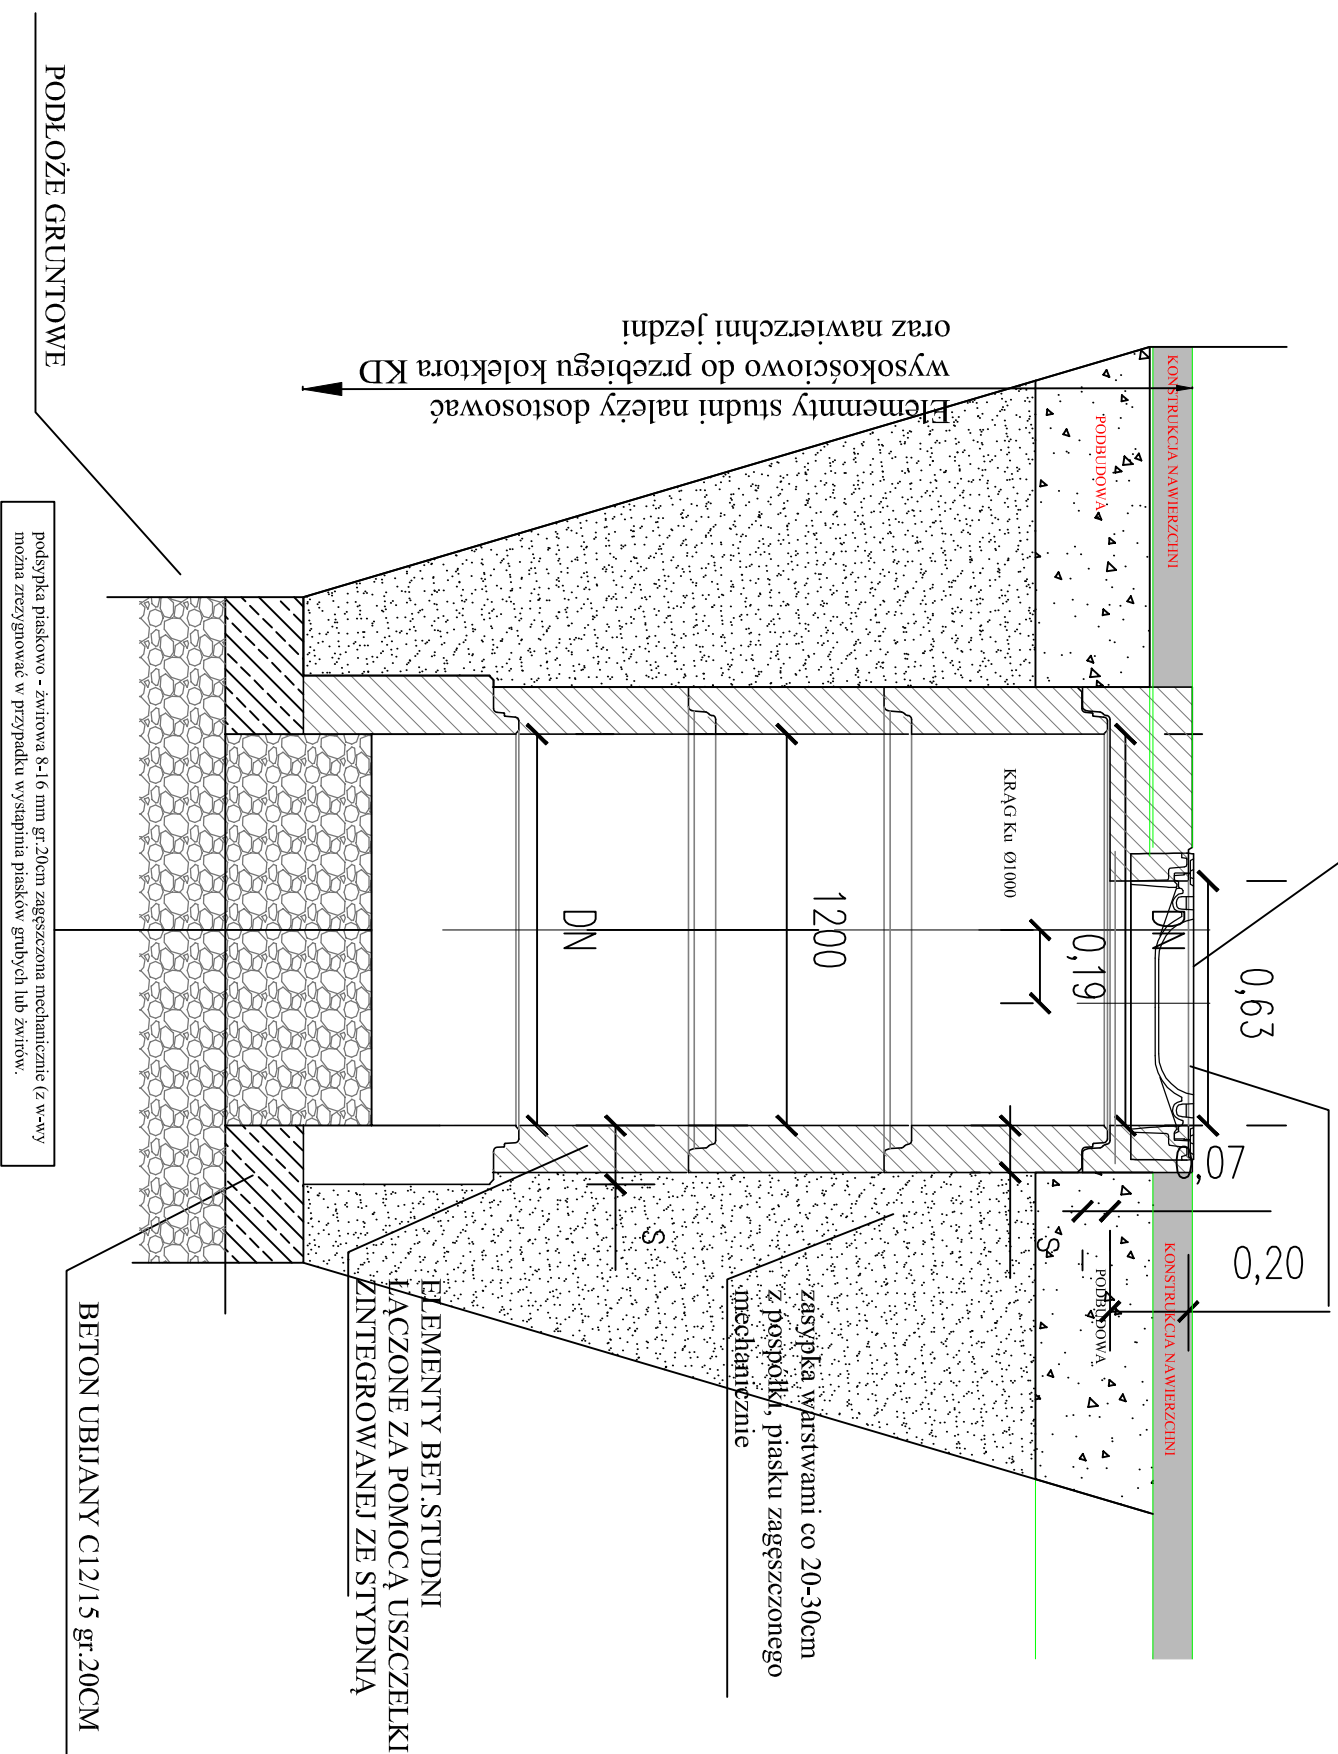 KONSTRUKCJA NAWIERZCHNI
PODBUDOWA
Elememnty studni należy dostosować
wysokościowo do przebiegu kolektora KD
oraz nawierzchni jezdni
PODŁOŻE GRUNTOWE
podsypka piaskowo - żwirowa 8-16 mm gr.20cm zagęszczona mechanicznie (z w-wy
można zrezygnować w przypadku wystąpinia piasków grubych lub żwirów.
0,63
DN
0,19
KRĄG Ku Ø1000
1200
DN
0,07
0,20
S
S
KONSTRUKCJA NAWIERZCHNI
PODBUDOWA
zasypka warstwami co 20-30cm
z pospółki, piasku zagęszczonego
mechanicznie
ELEMENTY BET.STUDNI
ŁĄCZONE ZA POMOCĄ USZCZELKI
ZINTEGROWANEJ ZE STYDNIĄ
BETON UBIJANY C12/15 gr.20CM